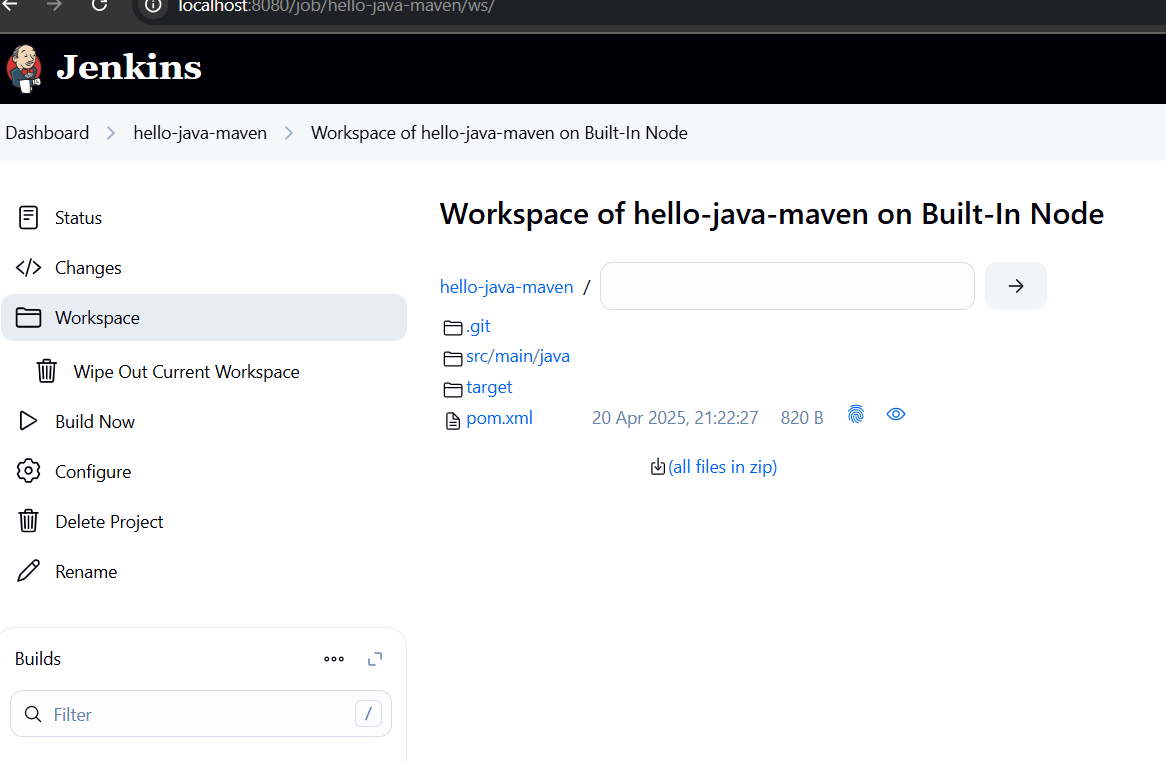 localhost:8080/job/hello-java-maven/ws/
Jenkins
Dashboard > hello-java-maven > Workspace of hello-java-maven on Built-In Node
Status
Changes
Workspace
Wipe Out Current Workspace
Build Now
Configure
Delete Project
Rename
Builds
Filter /
Workspace of hello-java-maven on Built-In Node
hello-java-maven /
.git
src/main/java
target
pom.xml 20 Apr 2025, 21:22:27 820 B
(all files in zip)